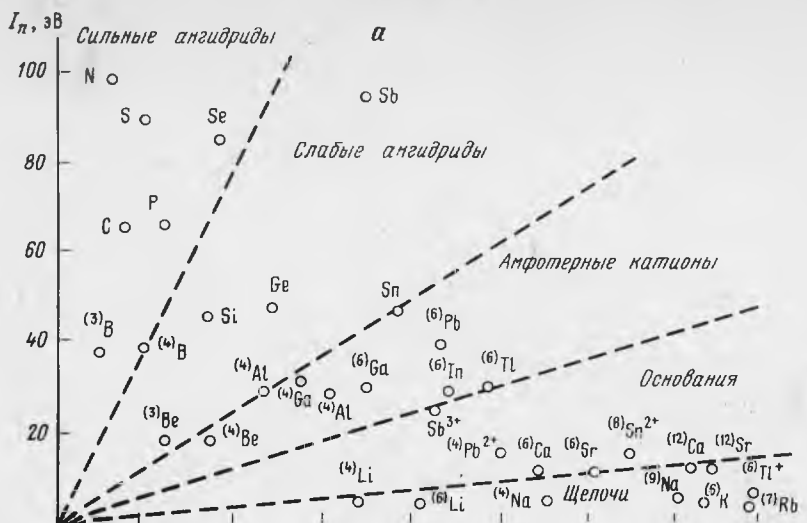 Iп, эВ
Сильные ангидриды
а
100
80
60
40
20
N
S
Se
Sb
Слабые ангидриды
C
P
Амфотерные катионы
(3)B
(4)B
Si
Ge
Sn
(6)Pb
(4)Al
(4)Ga
(4)Al
(6)Ga
(6)In
(6)Tl
Основания
(3)Be
(4)Be
Sb3+
(4)Pb2+
(6)Ca
(6)Sr
(8)Sn2+
(12)Ca
(12)Sr
(4)Li
(6)Li
(4)Na
Щелочи
(9)Na
(6)K
(6)Tl+
(7)Rb